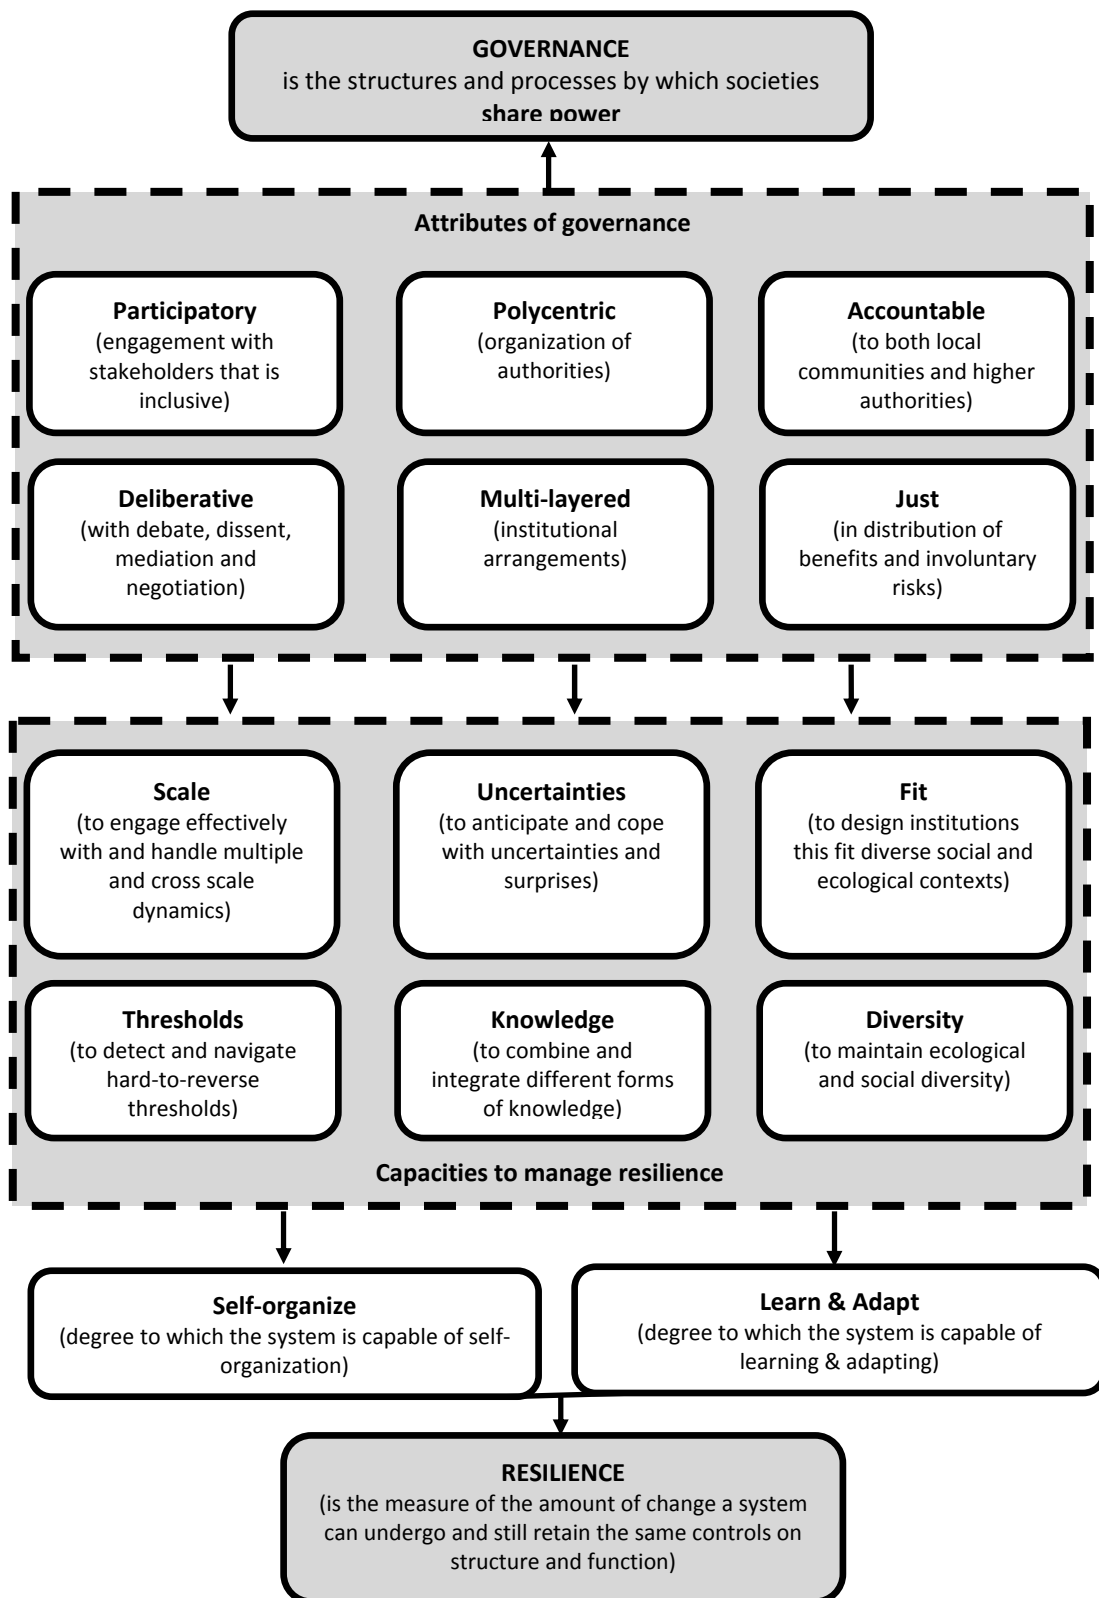 GOVERNANCE
is the structures and processes by which societies
share power
Attributes of governance
Participatory
(engagement with
stakeholders that is
inclusive)
Polycentric
(organization of
authorities)
Accountable
(to both local
communities and higher
authorities)
Deliberative
(with debate, dissent,
mediation and
negotiation)
Multi-layered
(institutional
arrangements)
Just
(in distribution of
benefits and involuntary
risks)
Scale
(to engage effectively
with and handle multiple
and cross scale
dynamics)
Uncertainties
(to anticipate and cope
with uncertainties and
surprises)
Fit
(to design institutions
this fit diverse social and
ecological contexts)
Thresholds
(to detect and navigate
hard-to-reverse
thresholds)
Knowledge
(to combine and
integrate different forms
of knowledge)
Diversity
(to maintain ecological
and social diversity)
Capacities to manage resilience
Self-organize
(degree to which the system is capable of self-
organization)
Learn & Adapt
(degree to which the system is capable of
learning & adapting)
RESILIENCE
(is the measure of the amount of change a system
can undergo and still retain the same controls on
structure and function)